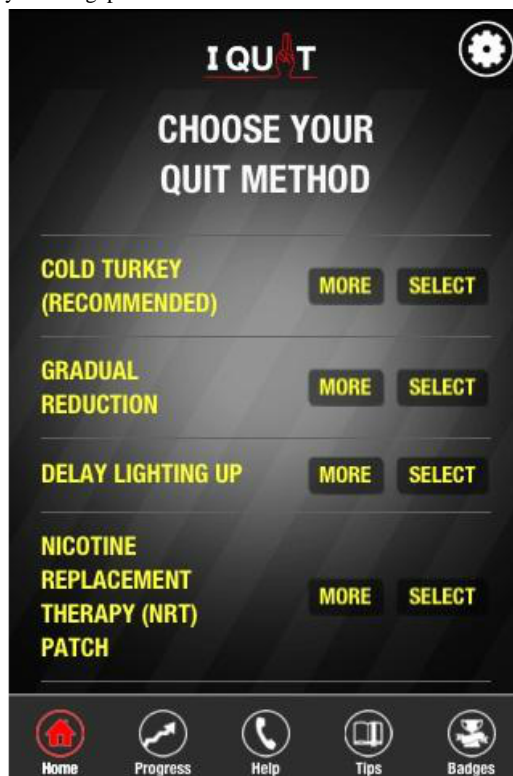 I QUIT
CHOOSE YOUR
QUIT METHOD
COLD TURKEY
(RECOMMENDED)
MORE SELECT
GRADUAL
REDUCTION
MORE SELECT
DELAY LIGHTING UP MORE SELECT
NICOTINE
REPLACEMENT
THERAPY (NRT)
PATCH
MORE SELECT
Home Progress Help Tips Badges